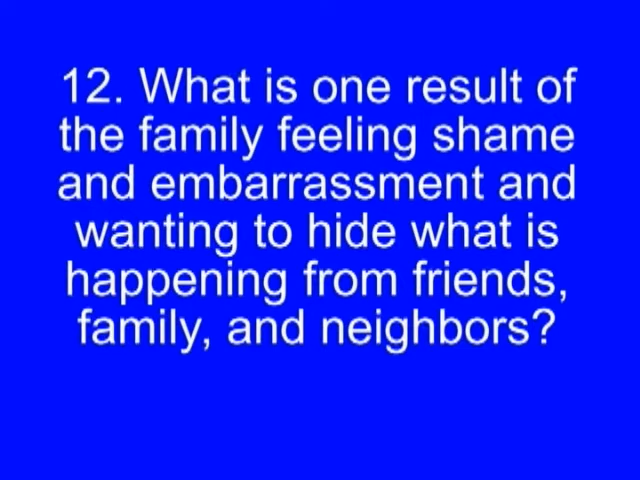 12. What is one result of
the family feeling shame
and embarrassment and
wanting to hide what is
happening from friends,
family, and neighbors?